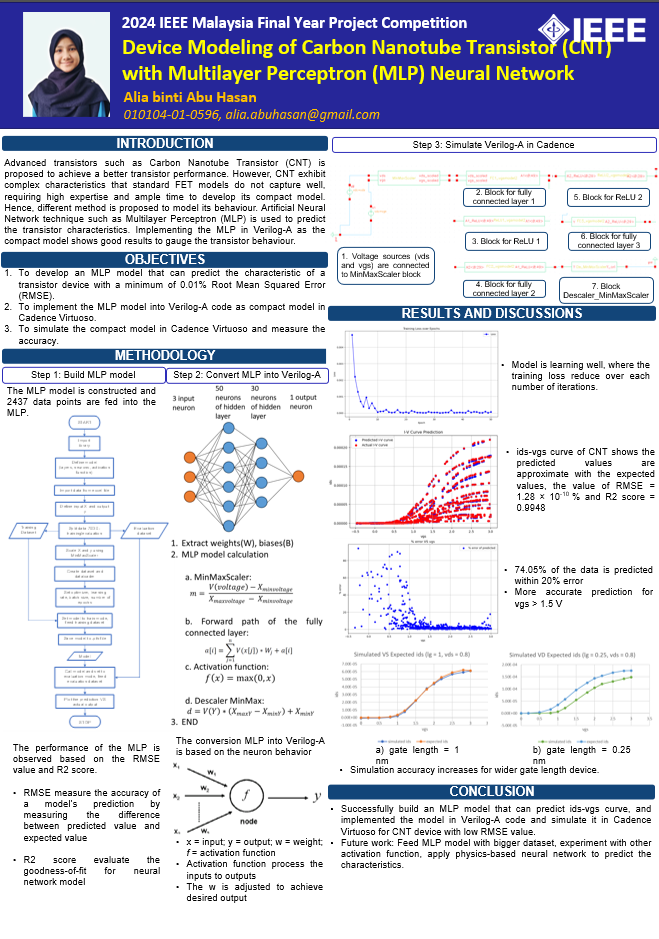 2024 IEEE Malaysia Final Year Project Competition
IEEE
Device Modeling of Carbon Nanotube Transistor (CNT)
with Multilayer Perceptron (MLP) Neural Network
Alia binti Abu Hasan
010104-01-0596, alia.abuhasan@gmail.com
INTRODUCTION
Advanced transistors such as Carbon Nanotube Transistor (CNT) is
proposed to achieve a better transistor performance. However, CNT exhibit
complex characteristics that standard FET models do not capture well,
requiring high expertise and ample time to develop its compact model.
Hence, different method is proposed to model its behaviour. Artificial Neural
Network technique such as Multilayer Perceptron (MLP) is used to predict
the transistor characteristics. Implementing the MLP in Verilog-A as the
compact model shows good results to gauge the transistor behaviour.
OBJECTIVES
1. To develop an MLP model that can predict the characteristic of a
transistor device with a minimum of 0.01% Root Mean Squared Error
(RMSE).
2. To implement the MLP model into Verilog-A code as compact model in
Cadence Virtuoso.
3. To simulate the compact model in Cadence Virtuoso and measure the
accuracy.
METHODOLOGY
Step 1: Build MLP model
The MLP model is constructed and
2437 data points are fed into the
MLP.
START
STOP
The performance of the MLP is
observed based on the RMSE
value and R2 score.
• RMSE measure the accuracy of
a model's prediction by
measuring the difference
between predicted value and
expected value
• R2 score evaluate the
goodness-of-fit for neural
network model
Step 2: Convert MLP into Verilog-A
3 input
neuron
50
neurons
of hidden
layer
30
neurons
of hidden
layer
1 output
neuron
1. Extract weights(W), biases(B)
2. MLP model calculation
a. MinMaxScaler:
m = V(voltage) − Xminvoltage / Xmaxvoltage − Xminvoltage
b. Forward path of the fully
connected layer:
a[i] = ∑ V(x[j]) ∗ Wj + a[i]
c. Activation function:
f(x) = max(0, x)
d. Descaler MinMax:
d = V(Y) ∗ (XmaxY − XminY) + XminY
3. END
The conversion MLP into Verilog-A
is based on the neuron behavior
x₁
w₁
x₂
w₂
f
y
node
• x = input; y = output; w = weight;
f = activation function
• Activation function process the
inputs to outputs
• The w is adjusted to achieve
desired output
Step 3: Simulate Verilog-A in Cadence
1. Voltage sources (vds
and vgs) are connected
to MinMaxScaler block
2. Block for fully
connected layer 1
3. Block for ReLU 1
4. Block for fully
connected layer 2
5. Block for ReLU 2
6. Block for fully
connected layer 3
7. Block
Descaler_MinMaxScaler
RESULTS AND DISCUSSIONS
• Model is learning well, where the
training loss reduce over each
number of iterations.
I-V Curve Prediction
Predicted I-V curve
Actual I-V curve
• ids-vgs curve of CNT shows the
predicted values are
approximate with the expected
values, the value of RMSE =
1.28 × 10⁻¹⁰ % and R2 score =
0.9948
% error VS vgs
• 74.05% of the data is predicted
within 20% error
• More accurate prediction for
vgs > 1.5 V
Simulated VS Expected ids (lg = 1, vds = 0.8)
Simulated VD Expected ids (lg = 0.25, vds = 0.8)
a) gate length = 1
nm
b) gate length = 0.25
nm
• Simulation accuracy increases for wider gate length device.
CONCLUSION
• Successfully build an MLP model that can predict ids-vgs curve, and
implemented the model in Verilog-A code and simulate it in Cadence
Virtuoso for CNT device with low RMSE value.
• Future work: Feed MLP model with bigger dataset, experiment with other
activation function, apply physics-based neural network to predict the
characteristics.